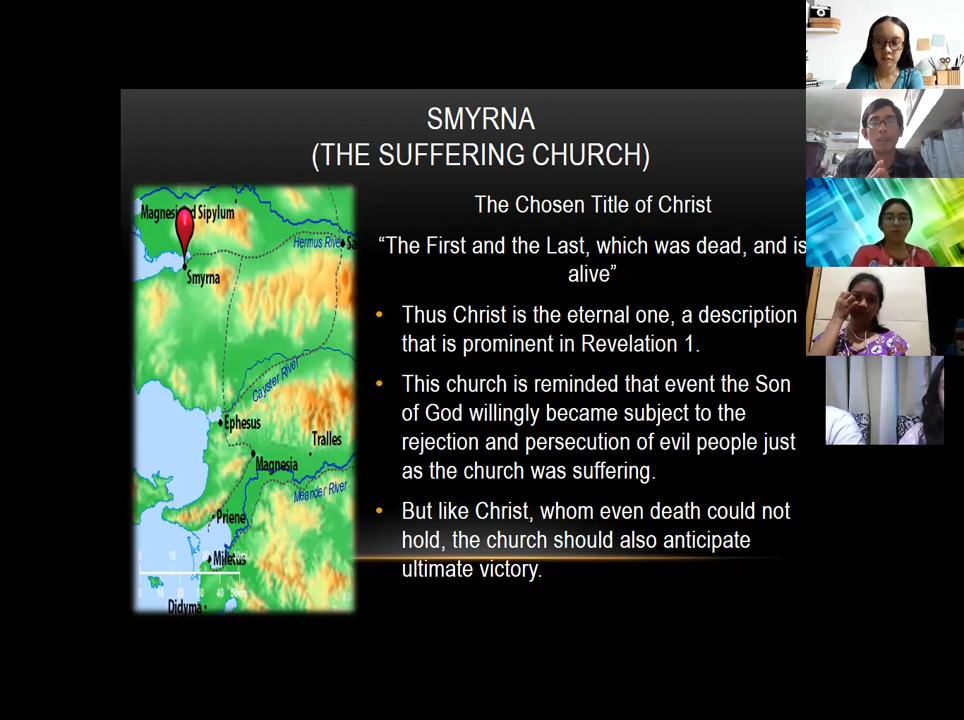 SMYRNA
(THE SUFFERING CHURCH)
The Chosen Title of Christ
“The First and the Last, which was dead, and is
alive”
• Thus Christ is the eternal one, a description
that is prominent in Revelation 1.
• This church is reminded that event the Son
of God willingly became subject to the
rejection and persecution of evil people just
as the church was suffering.
• But like Christ, whom even death could not
hold, the church should also anticipate
ultimate victory.
Sipylum
Hermus River
Smyrna
Cayster River
Ephesus
Tralles
Magnesia
Meander River
Priene
Miletus
Didyma